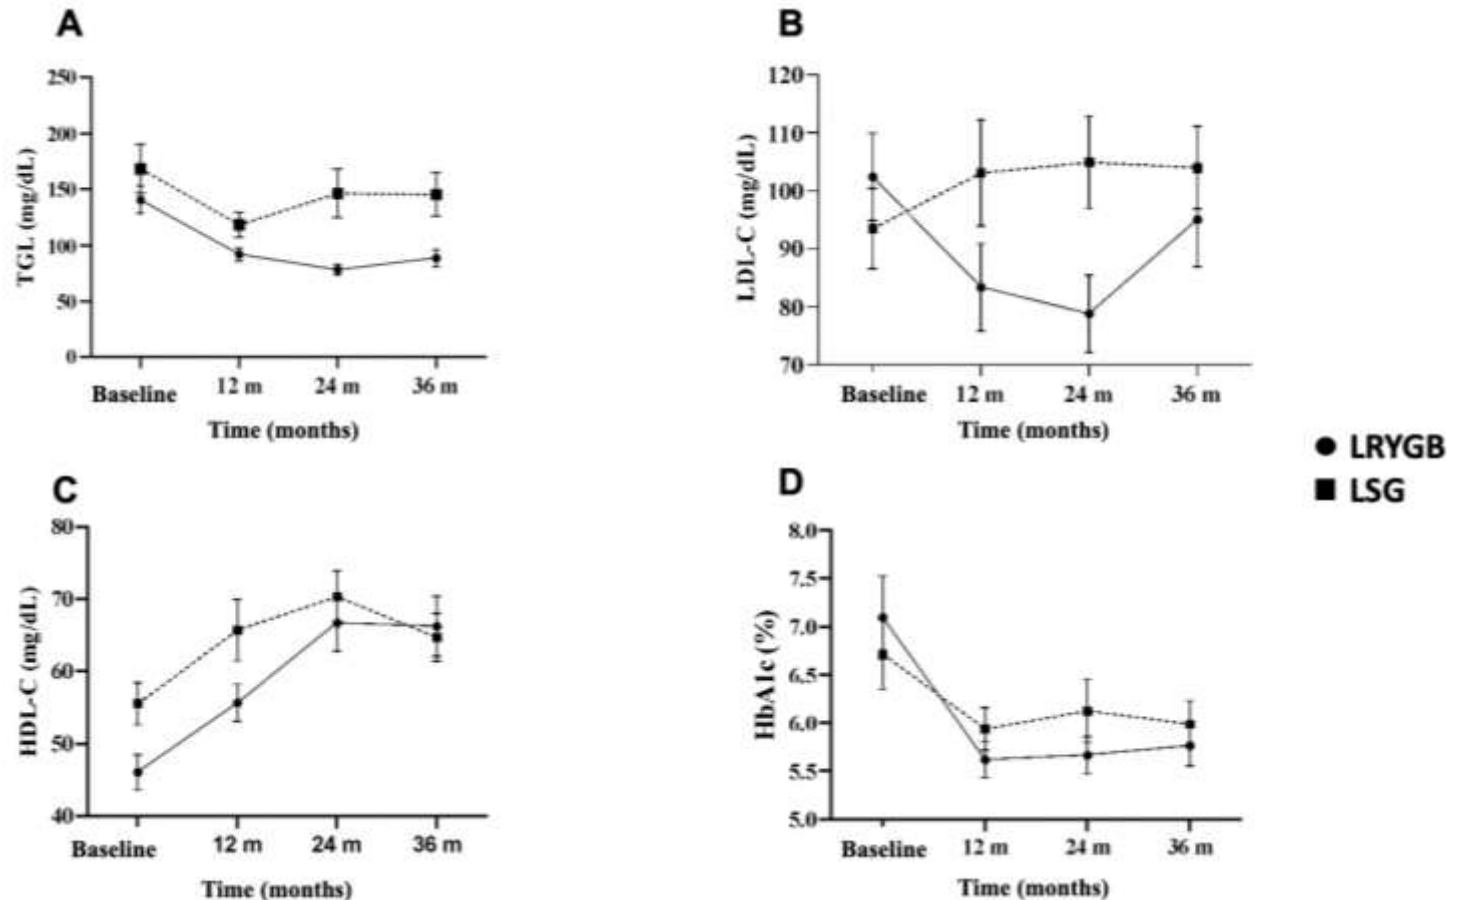 A
TGL (mg/dL)
250
200
150
100
50
0
Baseline 12 m 24 m 36 m
Time (months)
B
LDL-C (mg/dL)
120
110
100
90
80
70
Baseline 12 m 24 m 36 m
Time (months)
LRYGB
LSG
C
HDL-C (mg/dL)
80
70
60
50
40
Baseline 12 m 24 m 36 m
Time (months)
D
HbA1c (%)
8.0
7.5
7.0
6.5
6.0
5.5
5.0
Baseline 12 m 24 m 36 m
Time (months)